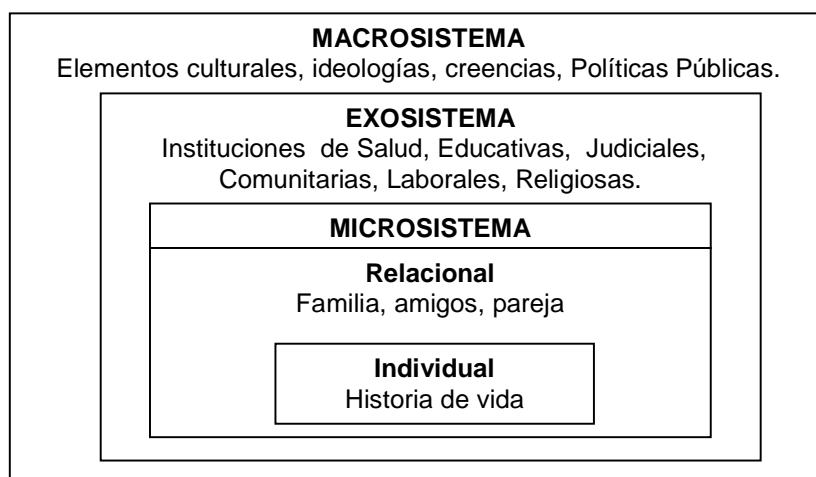 MACROSISTEMA
Elementos culturales, ideologías, creencias, Políticas Públicas.
EXOSISTEMA
Instituciones de Salud, Educativas, Judiciales,
Comunitarias, Laborales, Religiosas.
MICROSISTEMA
Relacional
Familia, amigos, pareja
Individual
Historia de vida